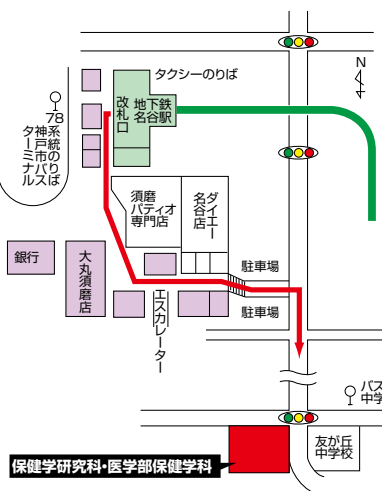 タクシーのりば
N
地下鉄
名谷駅
改札口
78
系統のりば
神戸市バス
ターミナル
須磨
パティオ
専門店
ダイエー
名谷店
銀行
大丸須磨店
駐車場
駐車場
エスカレーター
バス
中学
友が丘
中学校
保健学研究科・医学部保健学科